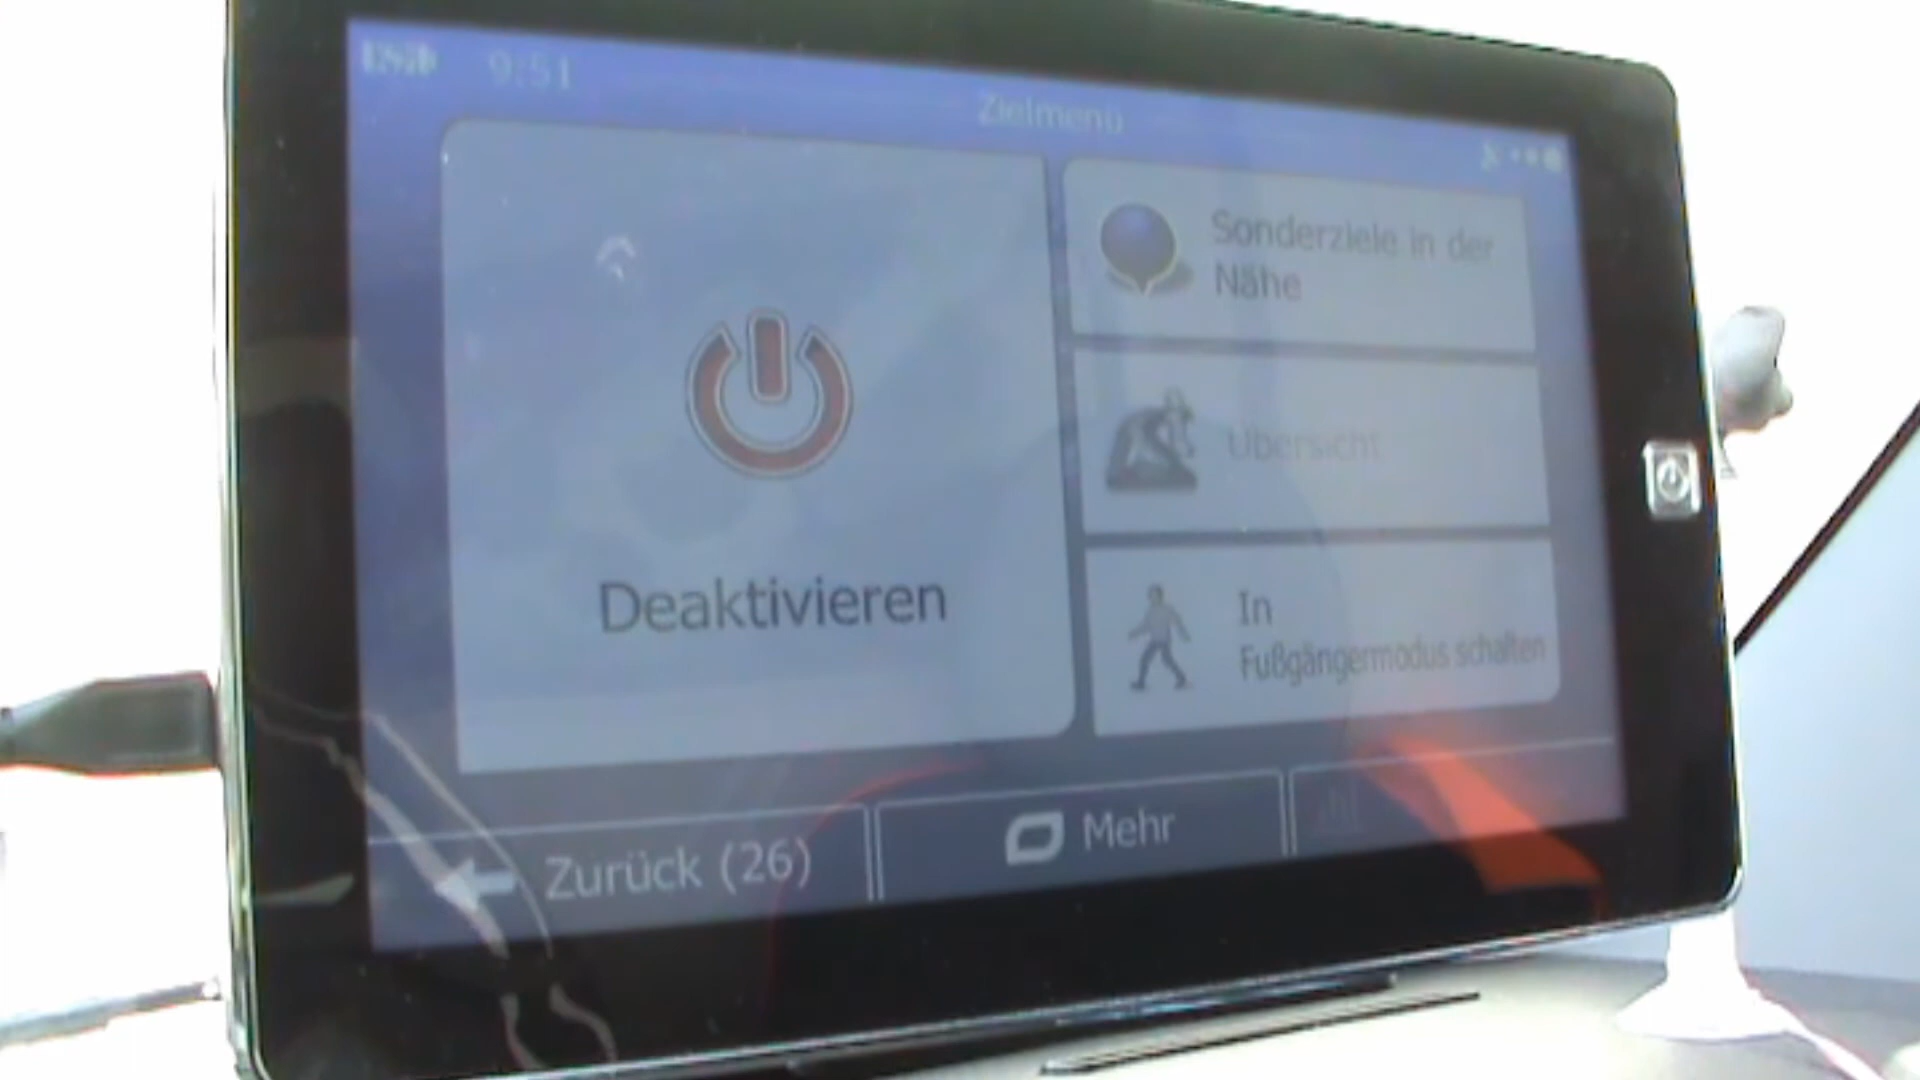 9:51
Zielmenü
Deaktivieren
Sonderziele in der
Nähe
Übersicht
In
Fußgängermodus schalten
Zurück (26)
Mehr